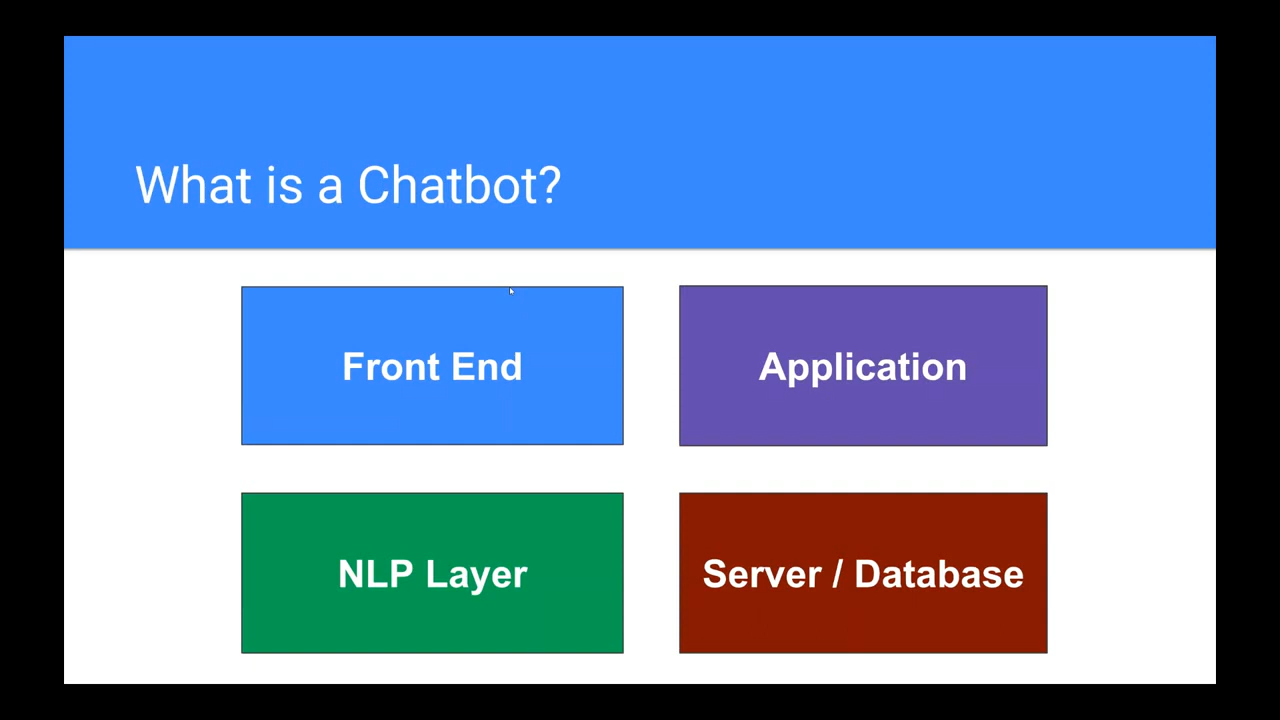 What is a Chatbot?
Front End
Application
NLP Layer
Server / Database